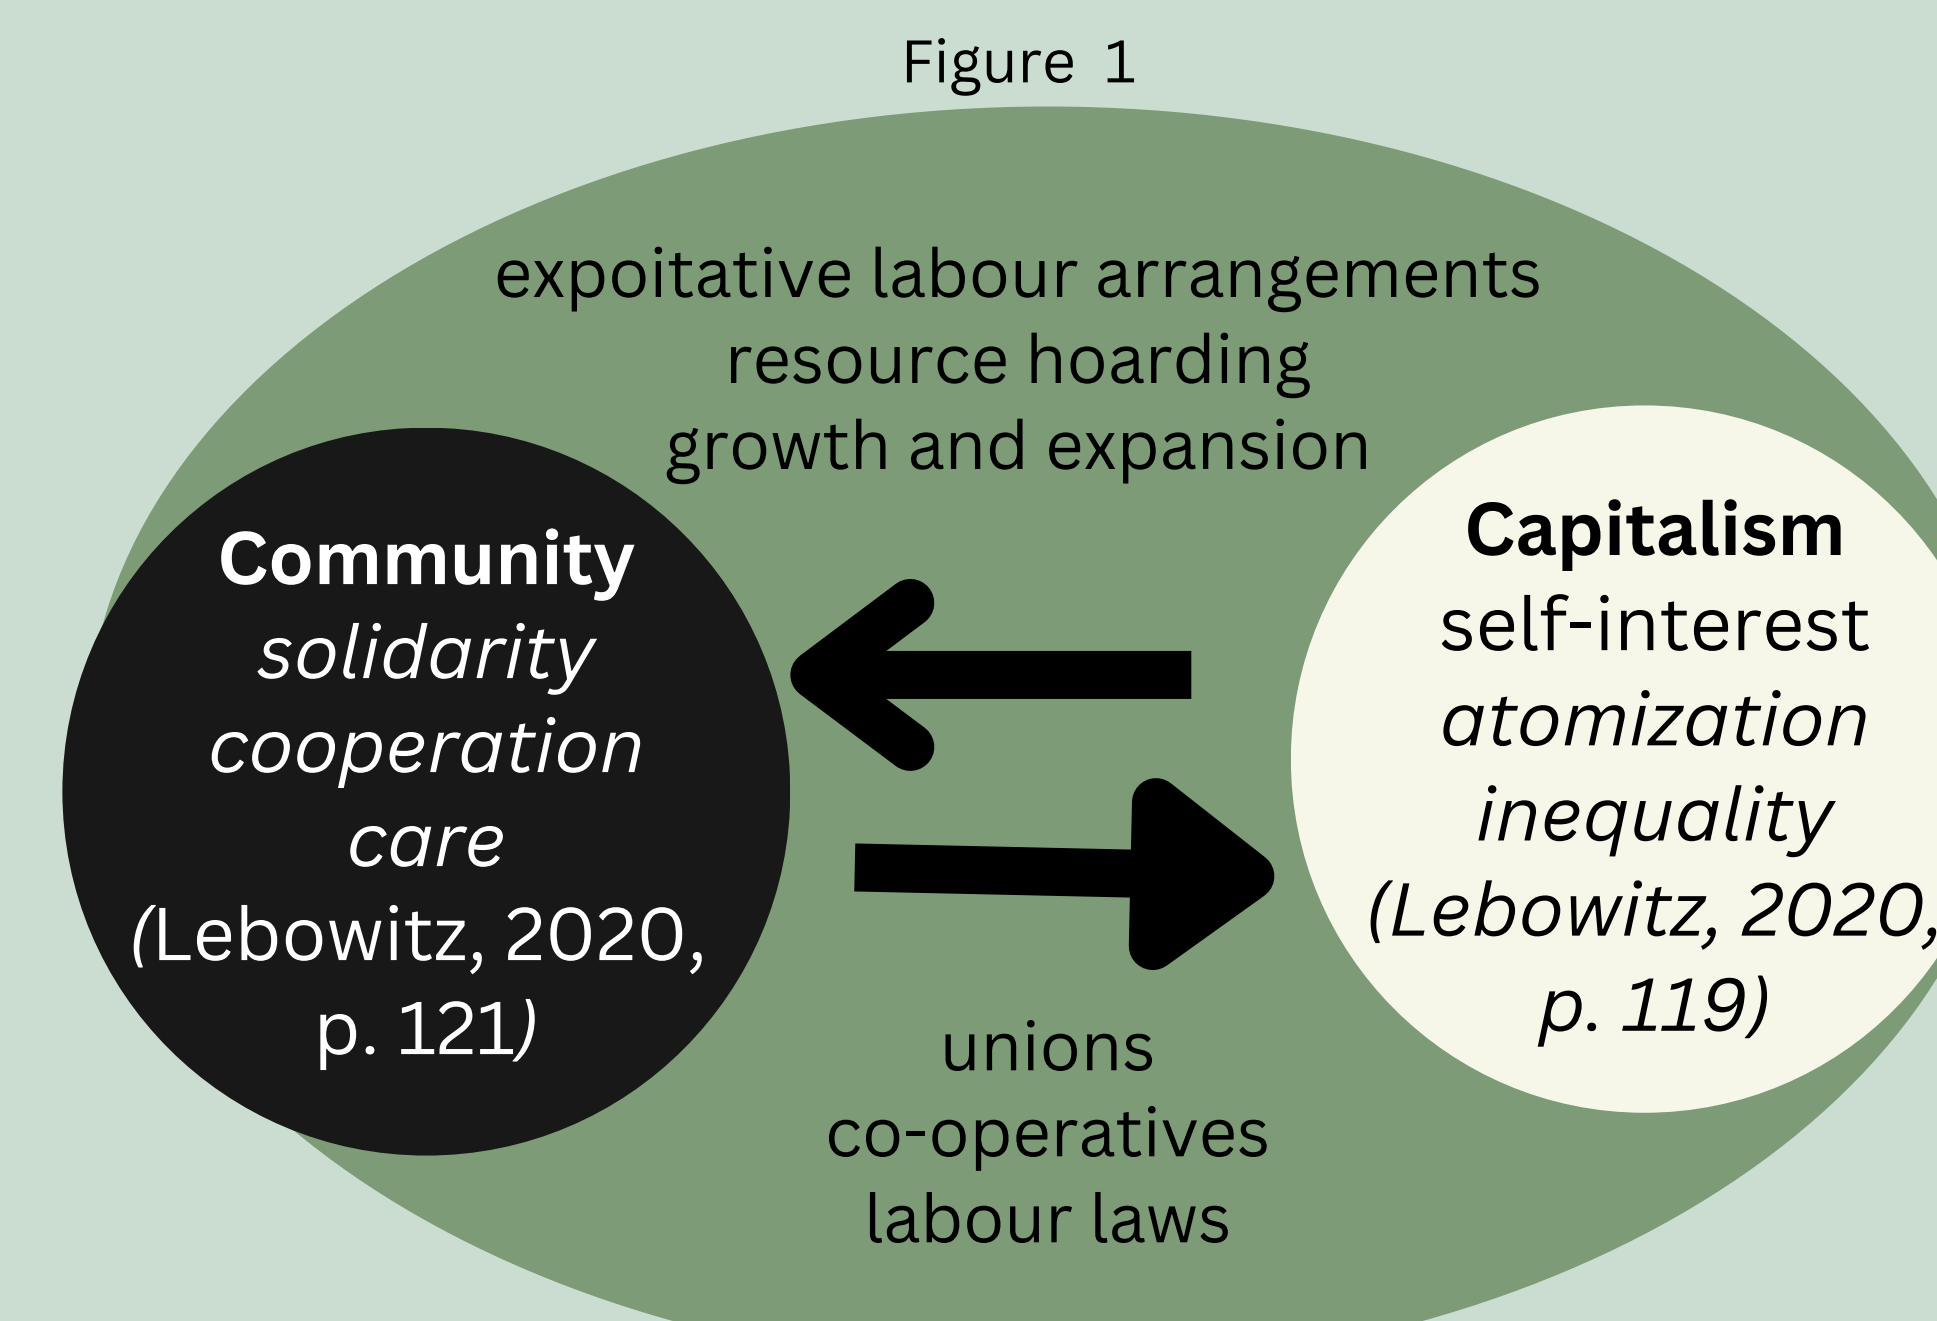 Figure 1
expoitative labour arrangements
resource hoarding
growth and expansion
Community
solidarity
cooperation
care
(Lebowitz, 2020,
p. 121)
Capitalism
self-interest
atomization
inequality
(Lebowitz, 2020,
p. 119)
unions
co-operatives
labour laws